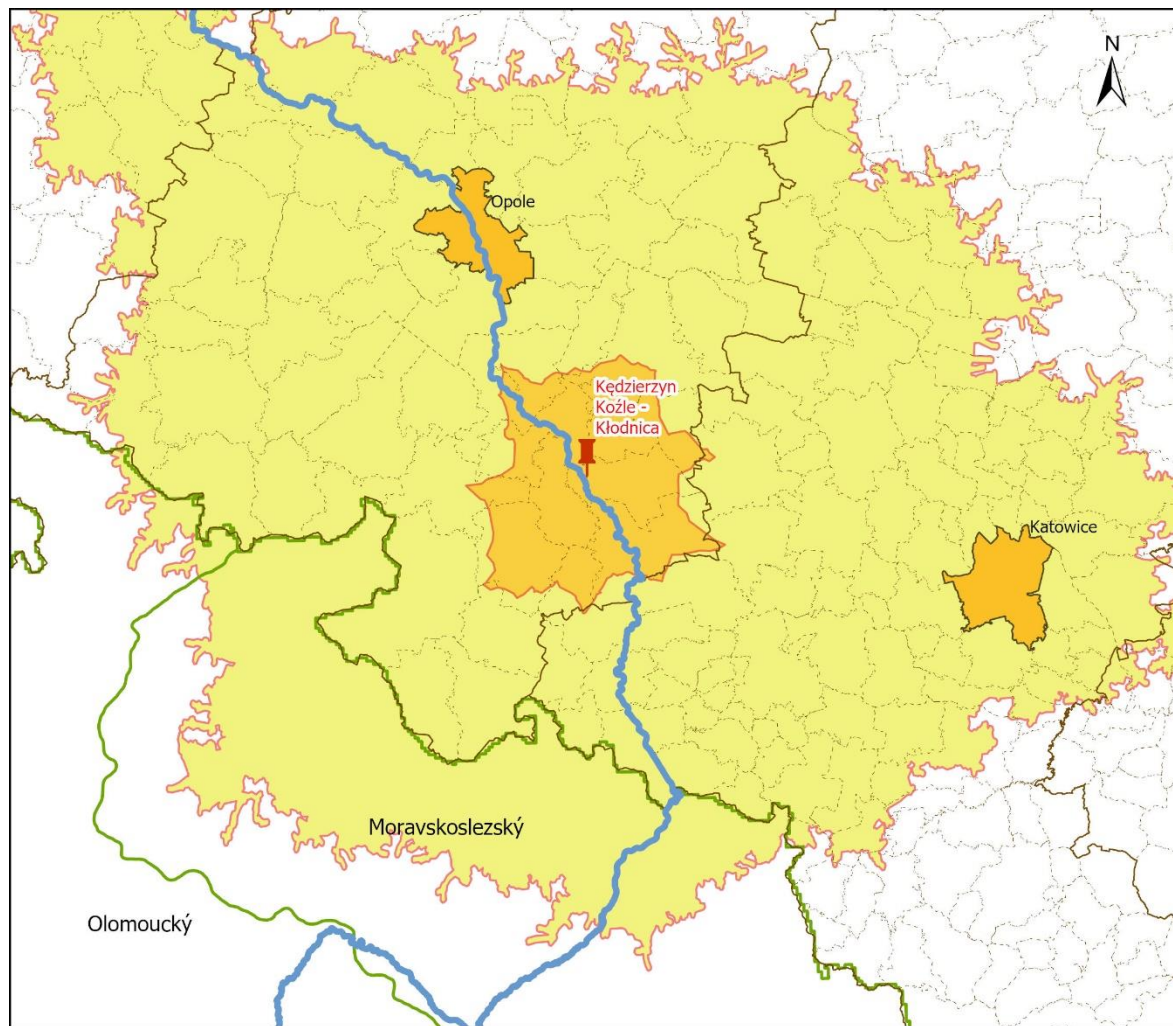 N
Opole
Kędzierzyn
Koźle -
Kłodnica
Katowice
Moravskoslezský
Olomoucký